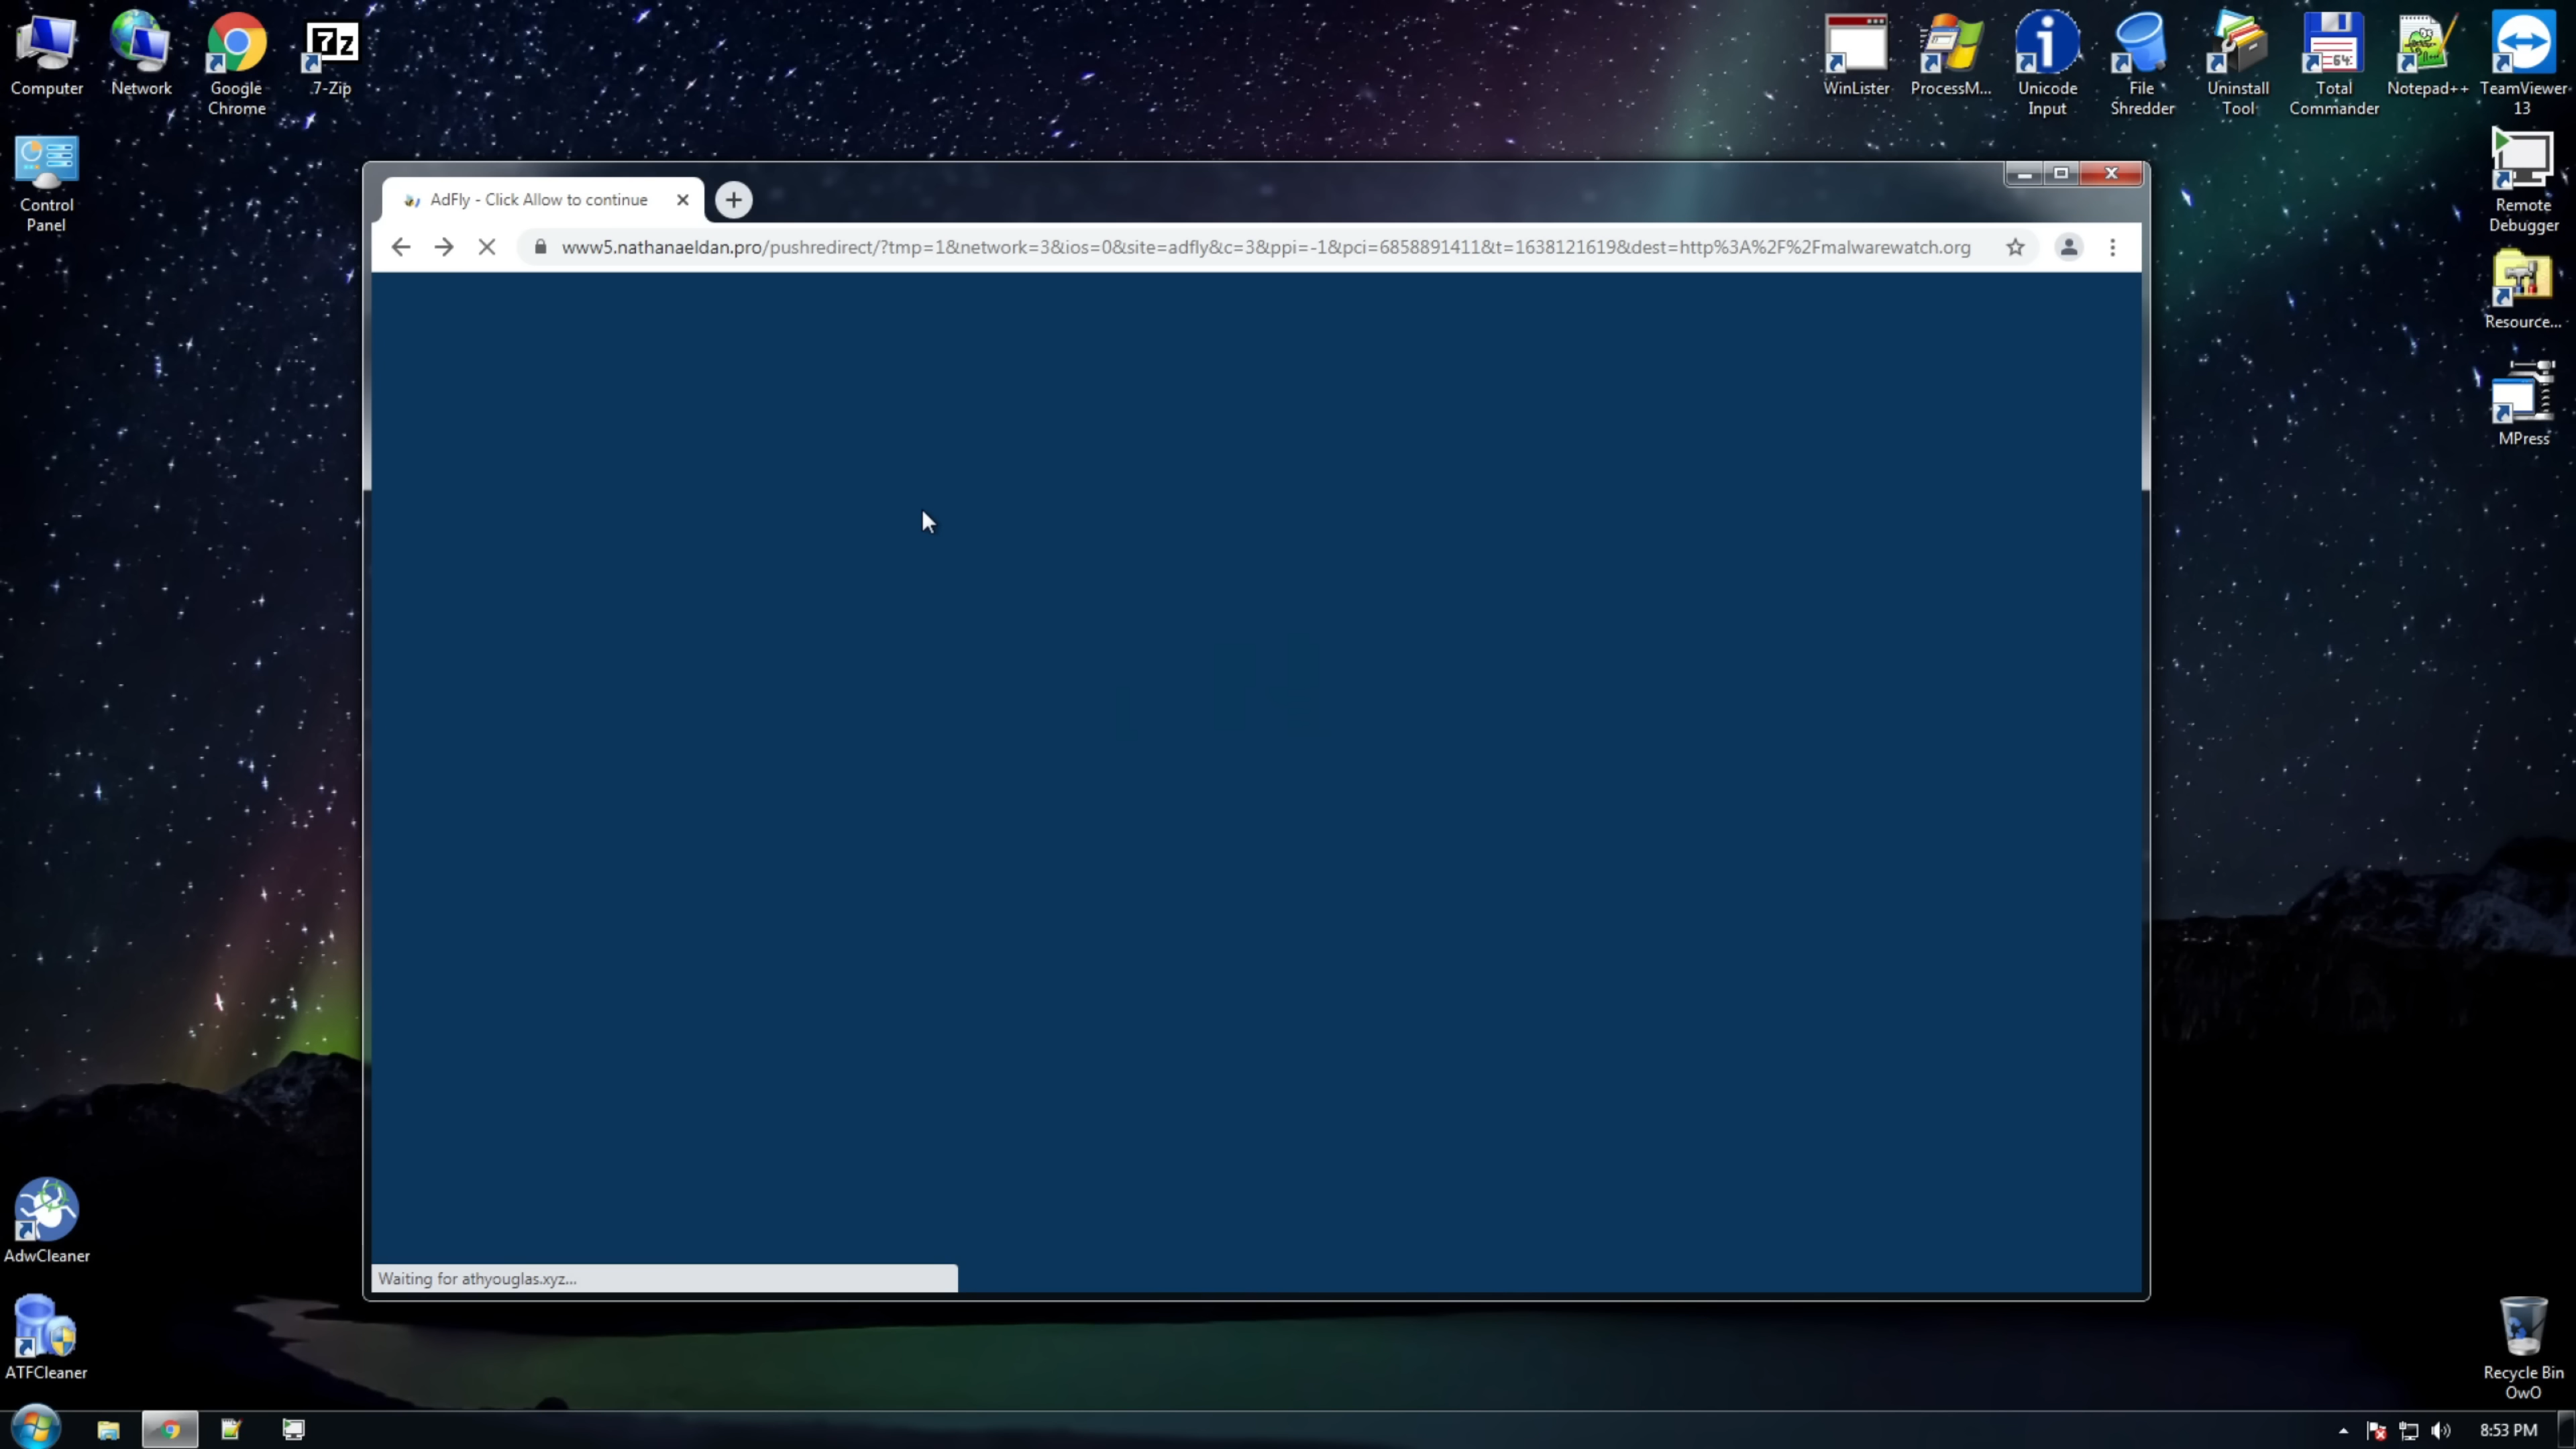 Computer
Network
Google
Chrome
7z
7-Zip
WinLister
ProcessM...
Unicode
Input
File
Shredder
Uninstall
Tool
64
Total
Commander
Notepad++
TeamViewer
13
Control
Panel
Remote
Debugger
Resource...
MPress
AdFly - Click Allow to continue
www5.nathanaeldan.pro/pushredirect/?tmp=1&network=3&ios=0&site=adfly&c=3&ppi=-1&pci=6858891411&t=1638121619&dest=http%3A%2F%2Fmalwarewatch.org
AdwCleaner
Waiting for athyouglas.xyz...
ATFCleaner
Recycle Bin
OwO
8:53 PM